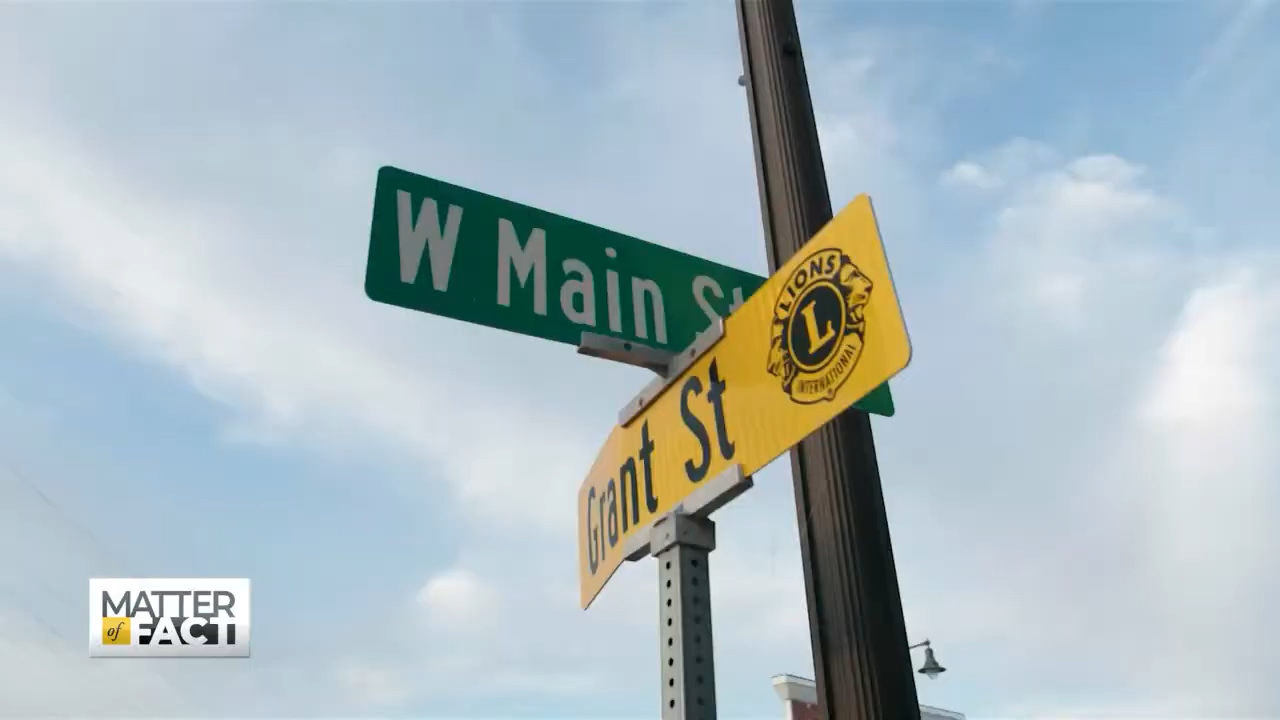 W Main St
LIONS
L
INTERNATIONAL
Grant St
MATTER
of FACT